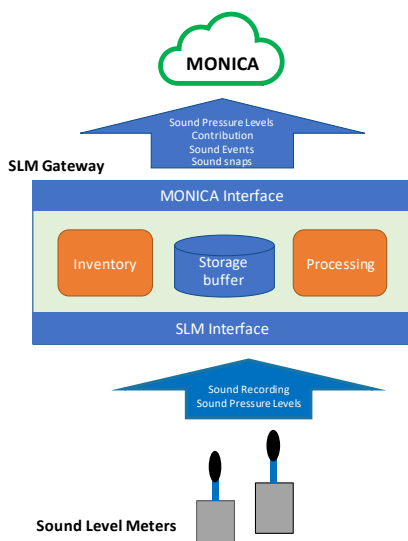 MONICA
Sound Pressure Levels
Contribution
Sound Events
Sound snaps
SLM Gateway
MONICA Interface
Inventory
Storage
buffer
Processing
SLM Interface
Sound Recording
Sound Pressure Levels
Sound Level Meters